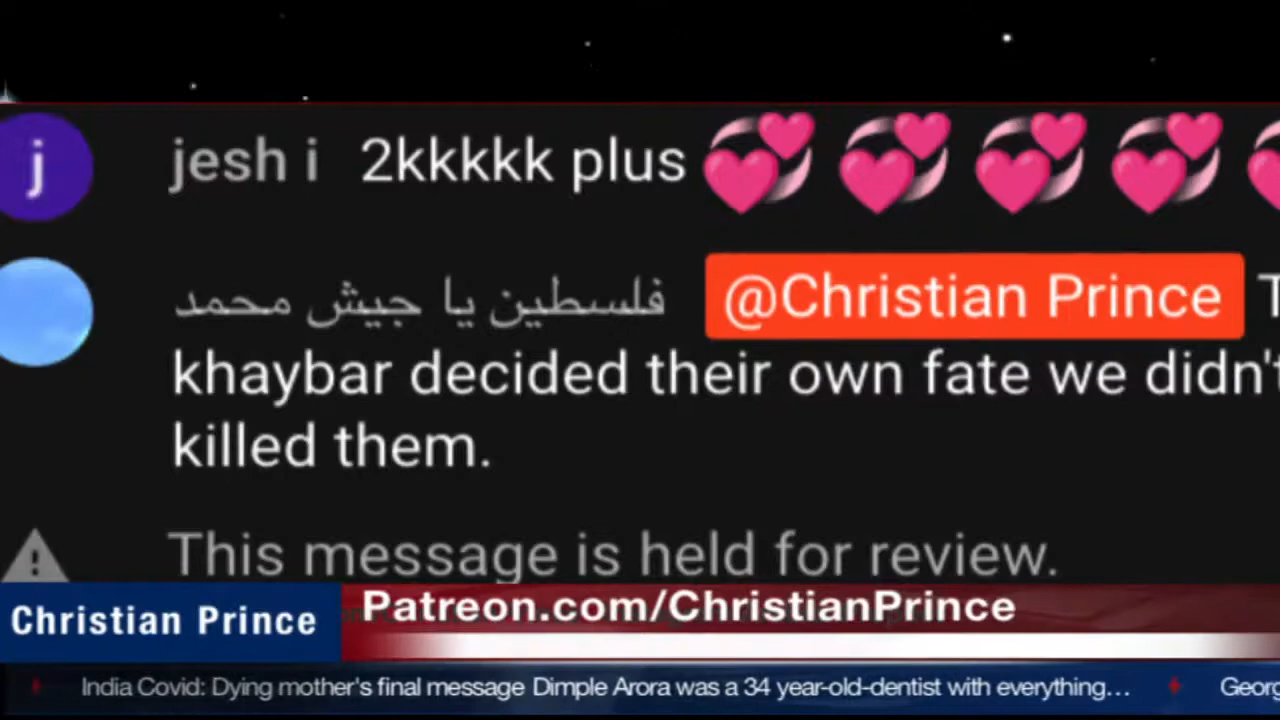 j
jesh i 2kkkkk plus 💞 💞 💞 💞
فلسطين يا جيش محمد @Christian Prince T
khaybar decided their own fate we didn't
killed them.
This message is held for review.
Christian Prince
Patreon.com/ChristianPrince
India Covid: Dying mother's final message Dimple Arora was a 34 year-old-dentist with everything... Georg